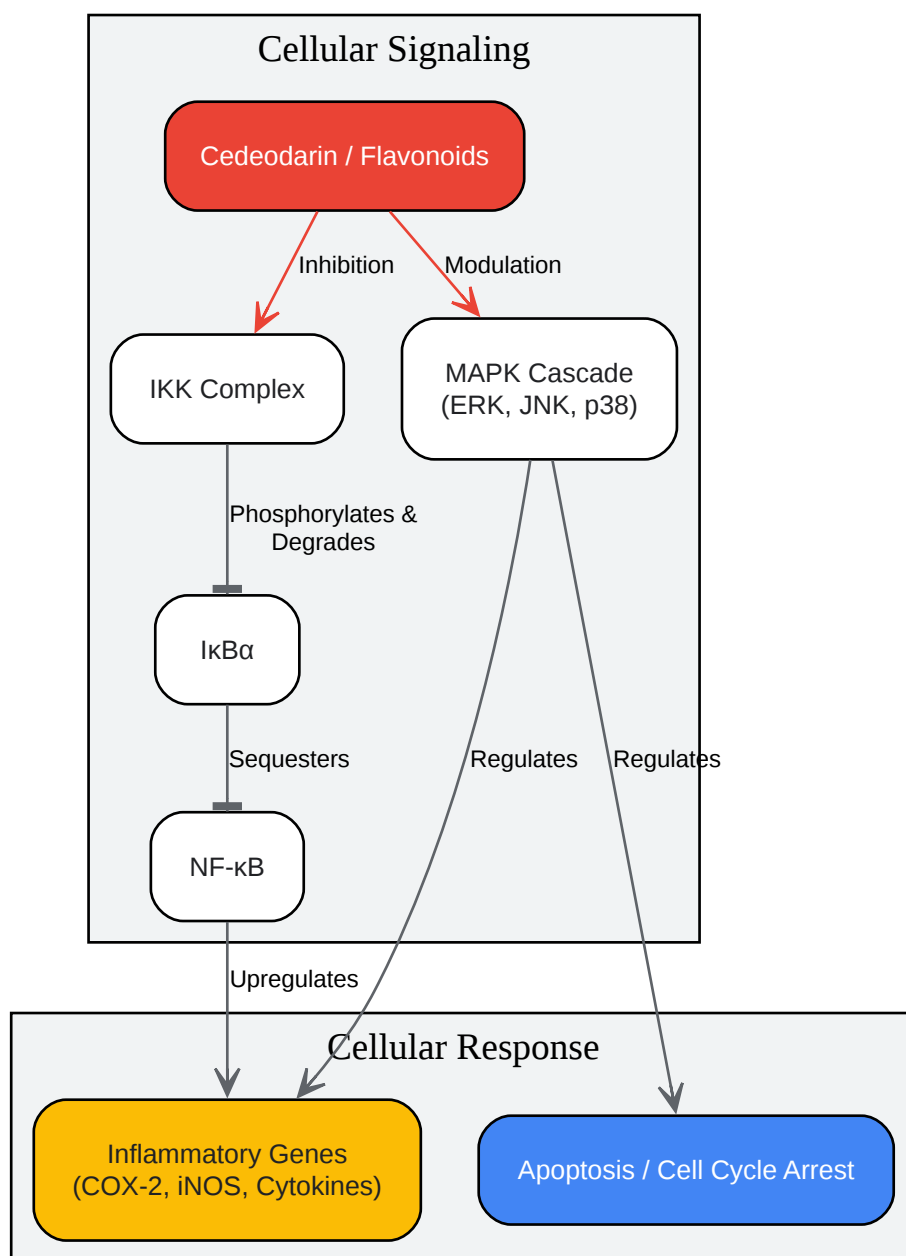 Cellular Signaling
Cedeodarin / Flavonoids
Inhibition
Modulation
IKK Complex
MAPK Cascade
(ERK, JNK, p38)
Phosphorylates &
Degrades
IκBα
Sequesters
Regulates
Regulates
NF-κB
Upregulates
Cellular Response
Inflammatory Genes
(COX-2, iNOS, Cytokines)
Apoptosis / Cell Cycle Arrest